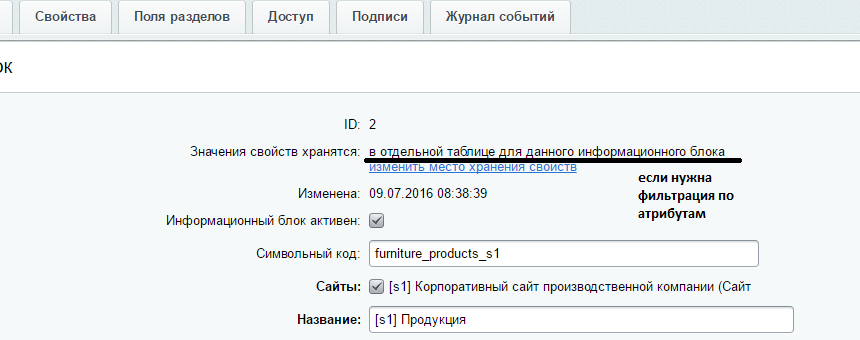 Свойства Поля разделов Доступ Подписи Журнал событий
ок
ID: 2
Значения свойств хранятся: в отдельной таблице для данного информационного блока
изменить место хранения свойств
если нужна
фильтрация по
атрибутам
Изменена: 09.07.2016 08:38:39
Информационный блок активен:
Символьный код: furniture_products_s1
Сайты: [s1] Корпоративный сайт производственной компании (Сайт
Название: [s1] Продукция